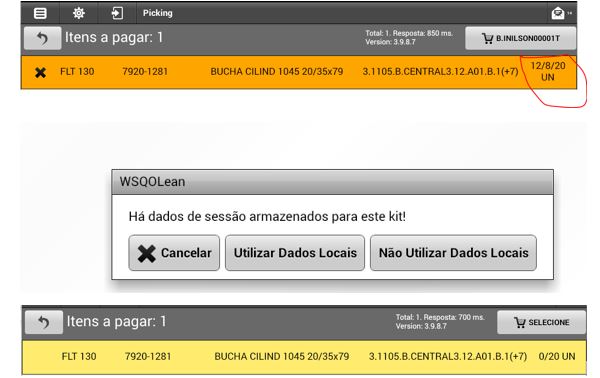 Picking
Itens a pagar: 1
Total: 1. Resposta: 850 ms.
Version: 3.9.8.7
B.INILSON00001T
FLT 130 7920-1281 BUCHA CILIND 1045 20/35x79 3.1105.B.CENTRAL3.12.A01.B.1(+7) 12/8/20
UN
WSQOLean
Há dados de sessão armazenados para este kit!
Cancelar Utilizar Dados Locais Não Utilizar Dados Locais
Itens a pagar: 1
Total: 1. Resposta: 700 ms.
Version: 3.9.8.7
SELECIONE
FLT 130 7920-1281 BUCHA CILIND 1045 20/35x79 3.1105.B.CENTRAL3.12.A01.B.1(+7) 0/20 UN